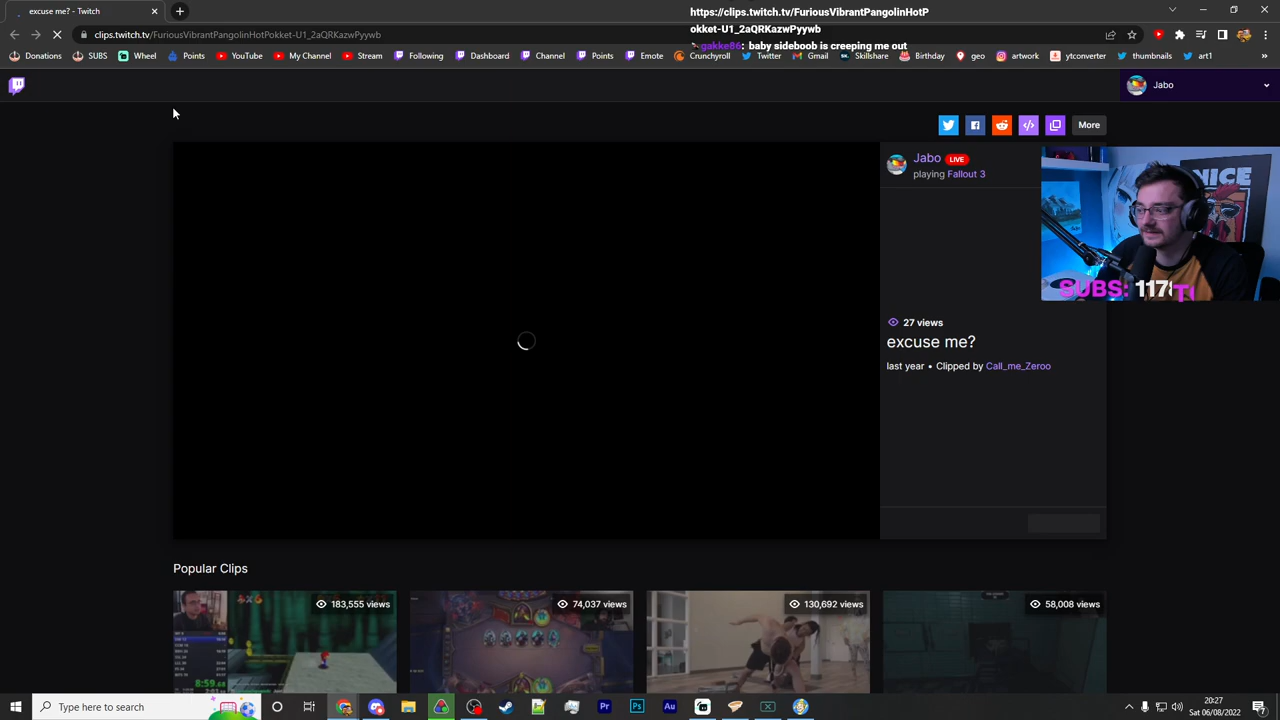 excuse me? - Twitch
https://clips.twitch.tv/FuriousVibrantPangolinHotP
okket-U1_2aQRKazwPyywb
gakke86: baby sideboob is creeping me out
clips.twitch.tv/FuriousVibrantPangolinHotPokket-U1_2aQRKazwPyywb
Donations SUBS Wheel Points YouTube My Channel Stream Following Dashboard Channel Points Emote Crunchyroll Twitter Gmail Skillshare Birthday geo artwork ytconverter thumbnails art1
Jabo
More
Jabo LIVE
playing Fallout 3
NICE
SUBS: 1178
27 views
excuse me?
last year • Clipped by Call_me_Zeroo
Popular Clips
183,555 views
74,037 views
130,692 views
58,008 views
Type here to search
20:27
Sat 06/08/2022